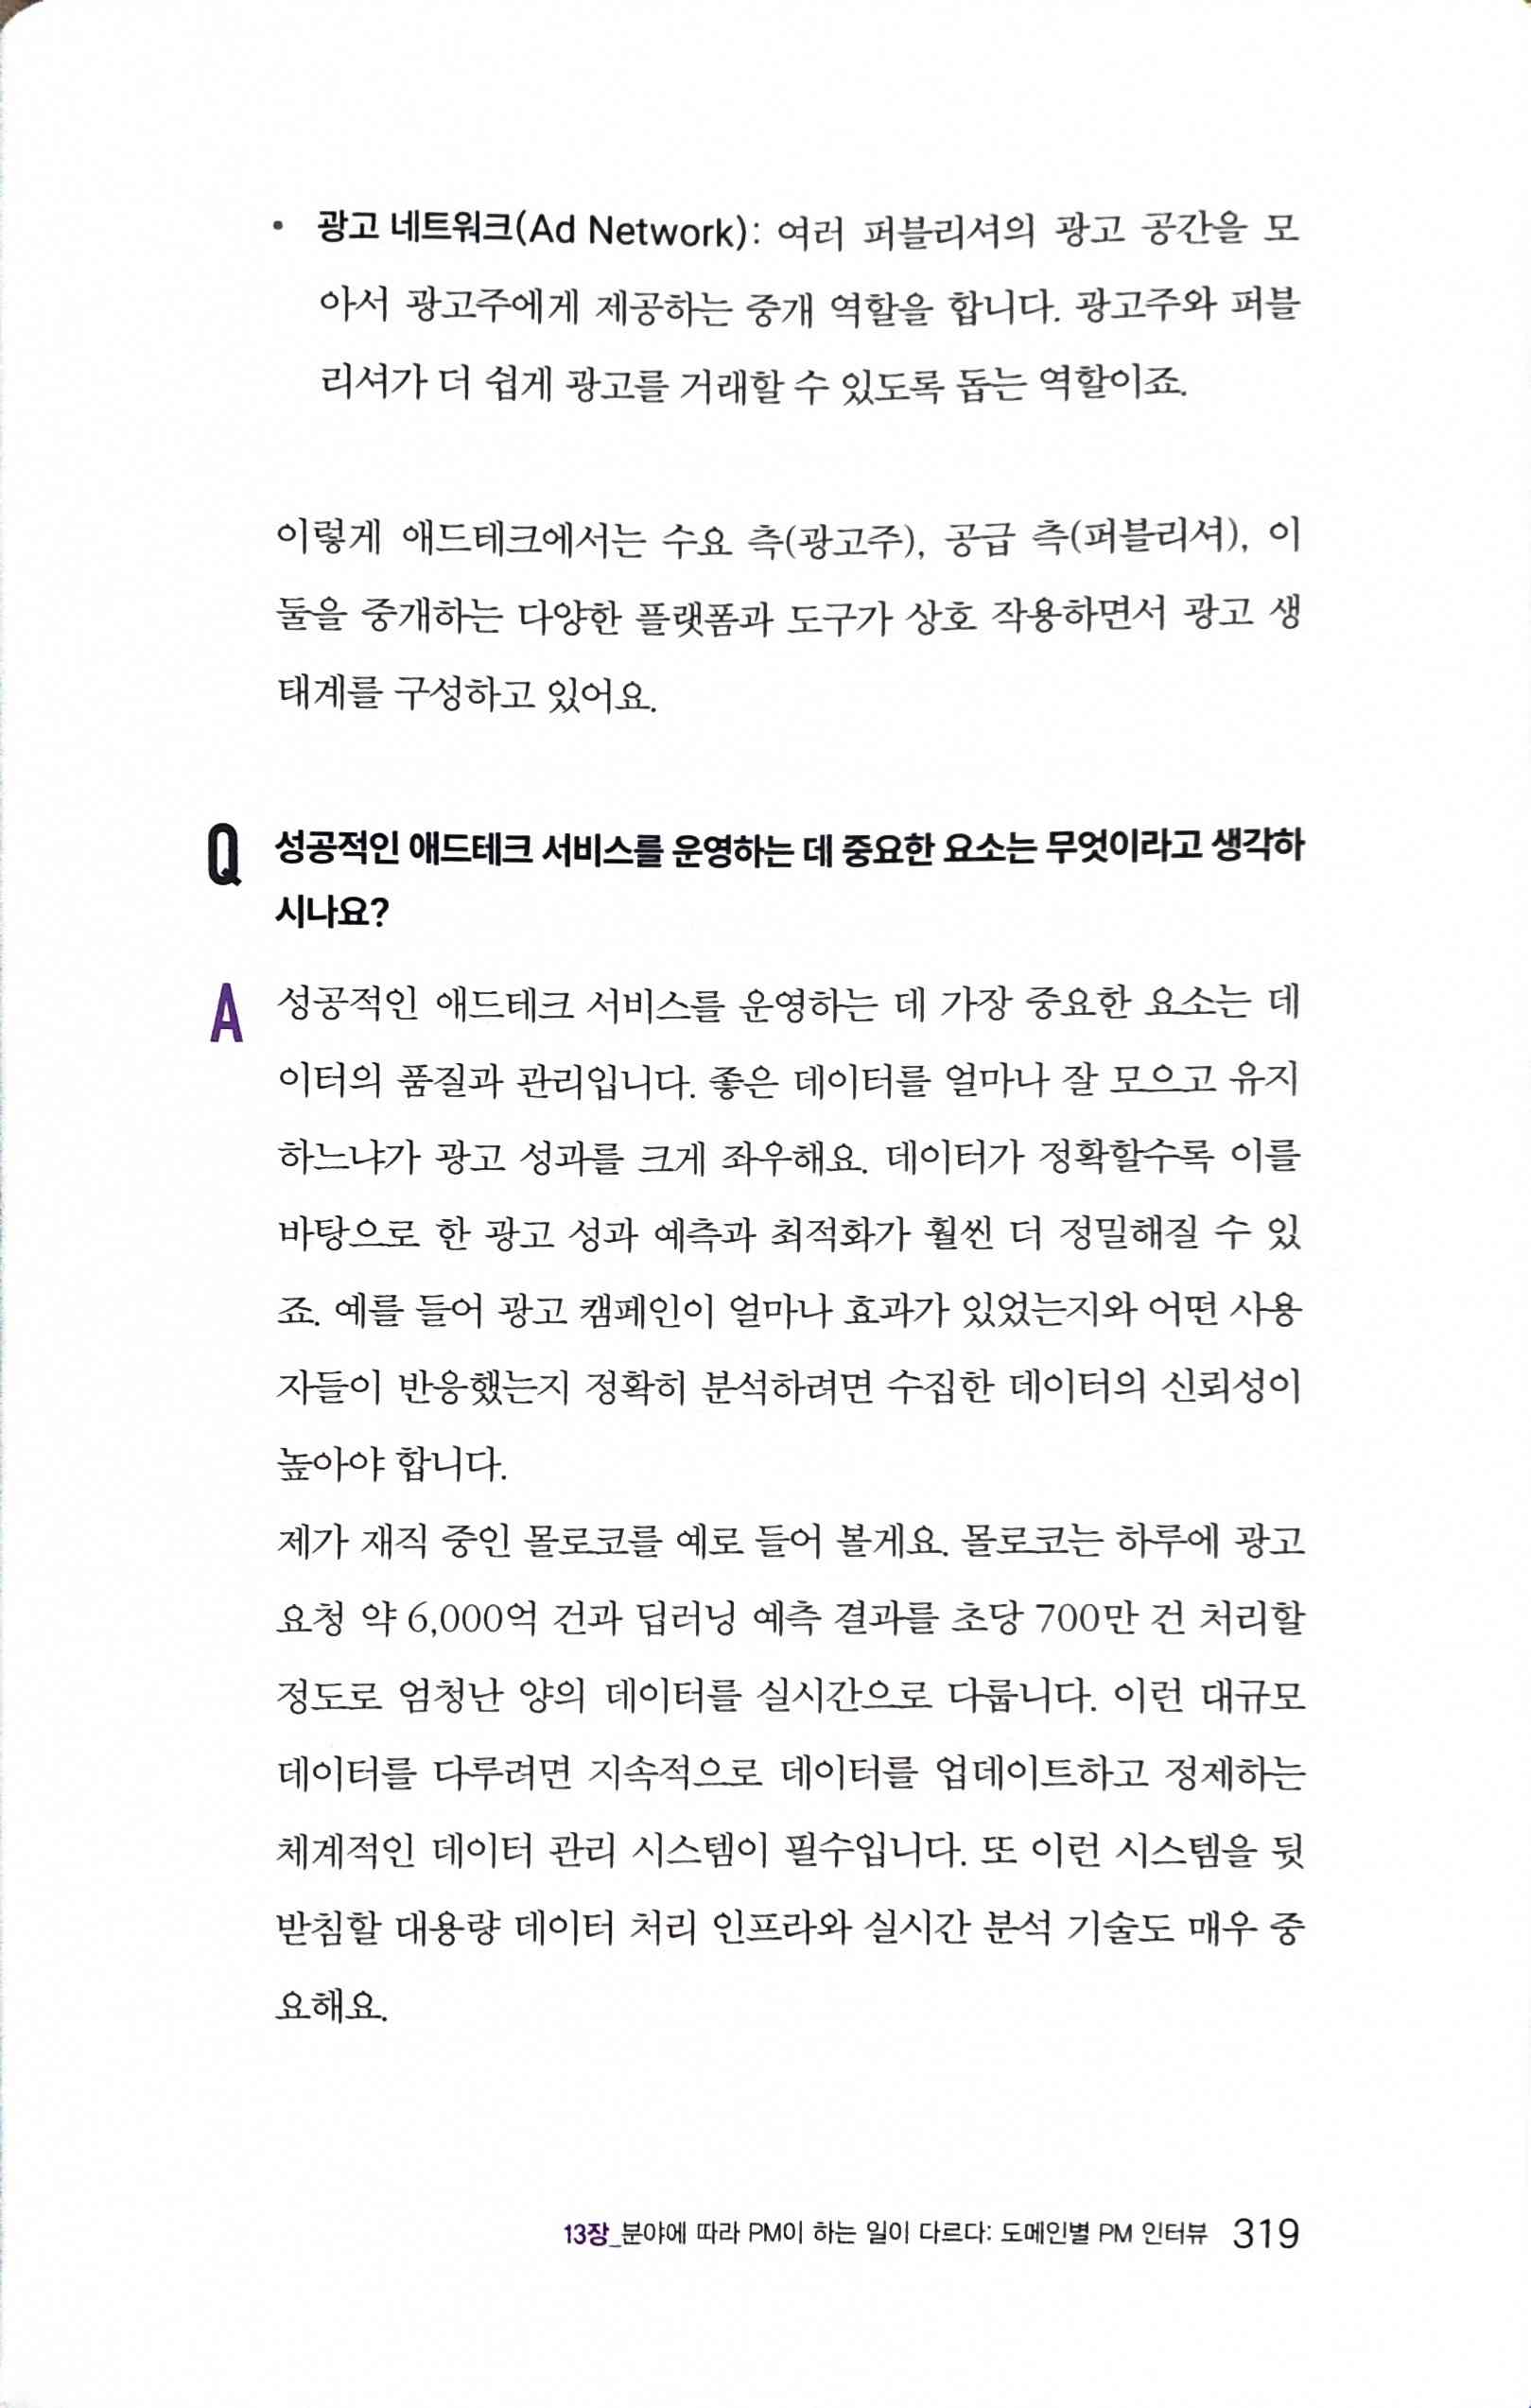 • 광고 네트워크(Ad Network): 여러 퍼블리셔의 광고 공간을 모
아서 광고주에게 제공하는 중개 역할을 합니다. 광고주와 퍼블
리셔가 더 쉽게 광고를 거래할 수 있도록 돕는 역할이죠.
이렇게 애드테크에서는 수요 측(광고주), 공급 측(퍼블리셔), 이
둘을 중개하는 다양한 플랫폼과 도구가 상호 작용하면서 광고 생
태계를 구성하고 있어요.
Q 성공적인 애드테크 서비스를 운영하는 데 중요한 요소는 무엇이라고 생각하
시나요?
A 성공적인 애드테크 서비스를 운영하는 데 가장 중요한 요소는 데
이터의 품질과 관리입니다. 좋은 데이터를 얼마나 잘 모으고 유지
하느냐가 광고 성과를 크게 좌우해요. 데이터가 정확할수록 이를
바탕으로 한 광고 성과 예측과 최적화가 훨씬 더 정밀해질 수 있
죠. 예를 들어 광고 캠페인이 얼마나 효과가 있었는지와 어떤 사용
자들이 반응했는지 정확히 분석하려면 수집한 데이터의 신뢰성이
높아야 합니다.
제가 재직 중인 몰로코를 예로 들어 볼게요. 몰로코는 하루에 광고
요청 약 6,000억 건과 딥러닝 예측 결과를 초당 700만 건 처리할
정도로 엄청난 양의 데이터를 실시간으로 다룹니다. 이런 대규모
데이터를 다루려면 지속적으로 데이터를 업데이트하고 정제하는
체계적인 데이터 관리 시스템이 필수입니다. 또 이런 시스템을 뒷
받침할 대용량 데이터 처리 인프라와 실시간 분석 기술도 매우 중
요해요.
13장_분야에 따라 PM이 하는 일이 다르다: 도메인별 PM 인터뷰 319